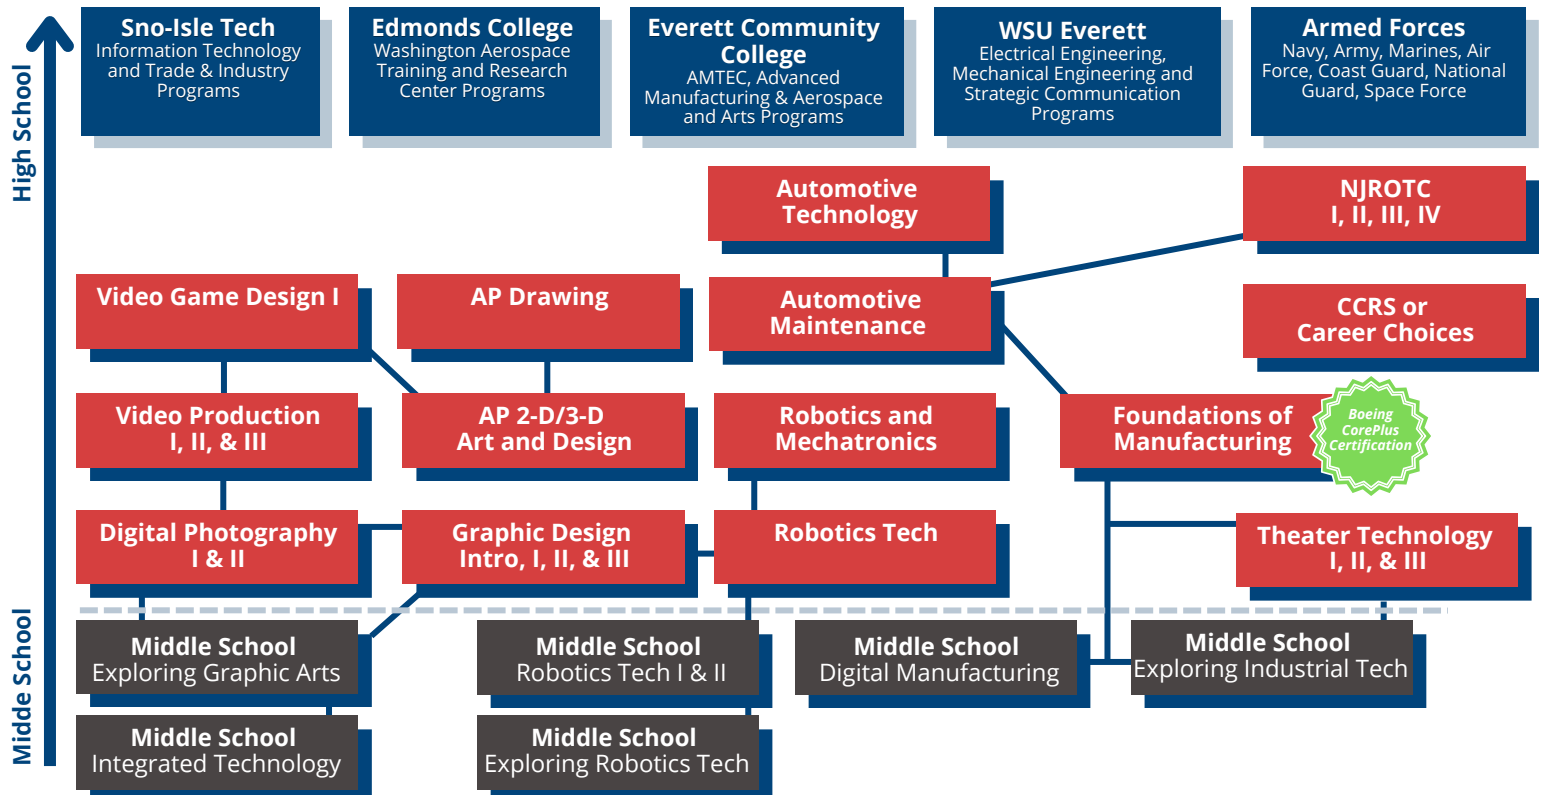 High School
Midde School
Sno-Isle Tech
Information Technology
and Trade & Industry
Programs
Edmonds College
Washington Aerospace
Training and Research
Center Programs
Everett Community
College
AMTEC, Advanced
Manufacturing & Aerospace
and Arts Programs
WSU Everett
Electrical Engineering,
Mechanical Engineering and
Strategic Communication
Programs
Armed Forces
Navy, Army, Marines, Air
Force, Coast Guard, National
Guard, Space Force
Automotive
Technology
NJROTC
I, II, III, IV
Video Game Design I
AP Drawing
Automotive
Maintenance
CCRS or
Career Choices
Video Production
I, II, & III
AP 2-D/3-D
Art and Design
Robotics and
Mechatronics
Foundations of
Manufacturing
Boeing
CorePlus
Certification
Digital Photography
I & II
Graphic Design
Intro, I, II, & III
Robotics Tech
Theater Technology
I, II, & III
Middle School
Exploring Graphic Arts
Middle School
Robotics Tech I & II
Middle School
Digital Manufacturing
Middle School
Exploring Industrial Tech
Middle School
Integrated Technology
Middle School
Exploring Robotics Tech